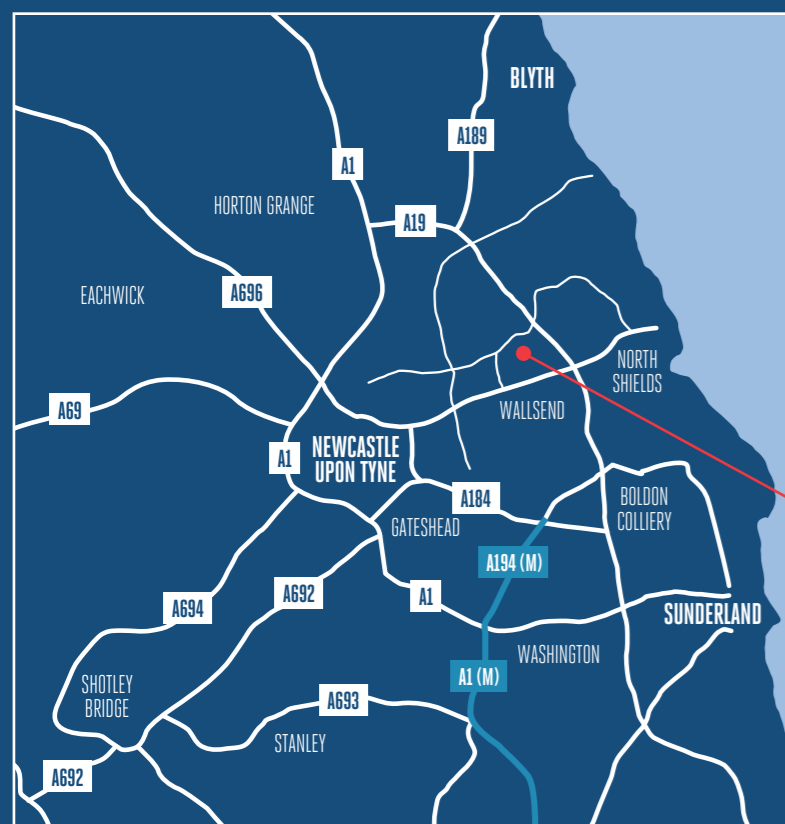 BLYTH
A189
A1
HORTON GRANGE
A19
EACHWICK
A696
NORTH
SHIELDS
A69
WALLSEND
A1
NEWCASTLE
UPON TYNE
A184
BOLDON
COLLIERY
GATESHEAD
A194 (M)
A694
A692
A1
SUNDERLAND
WASHINGTON
A1 (M)
SHOTLEY
BRIDGE
A693
STANLEY
A692